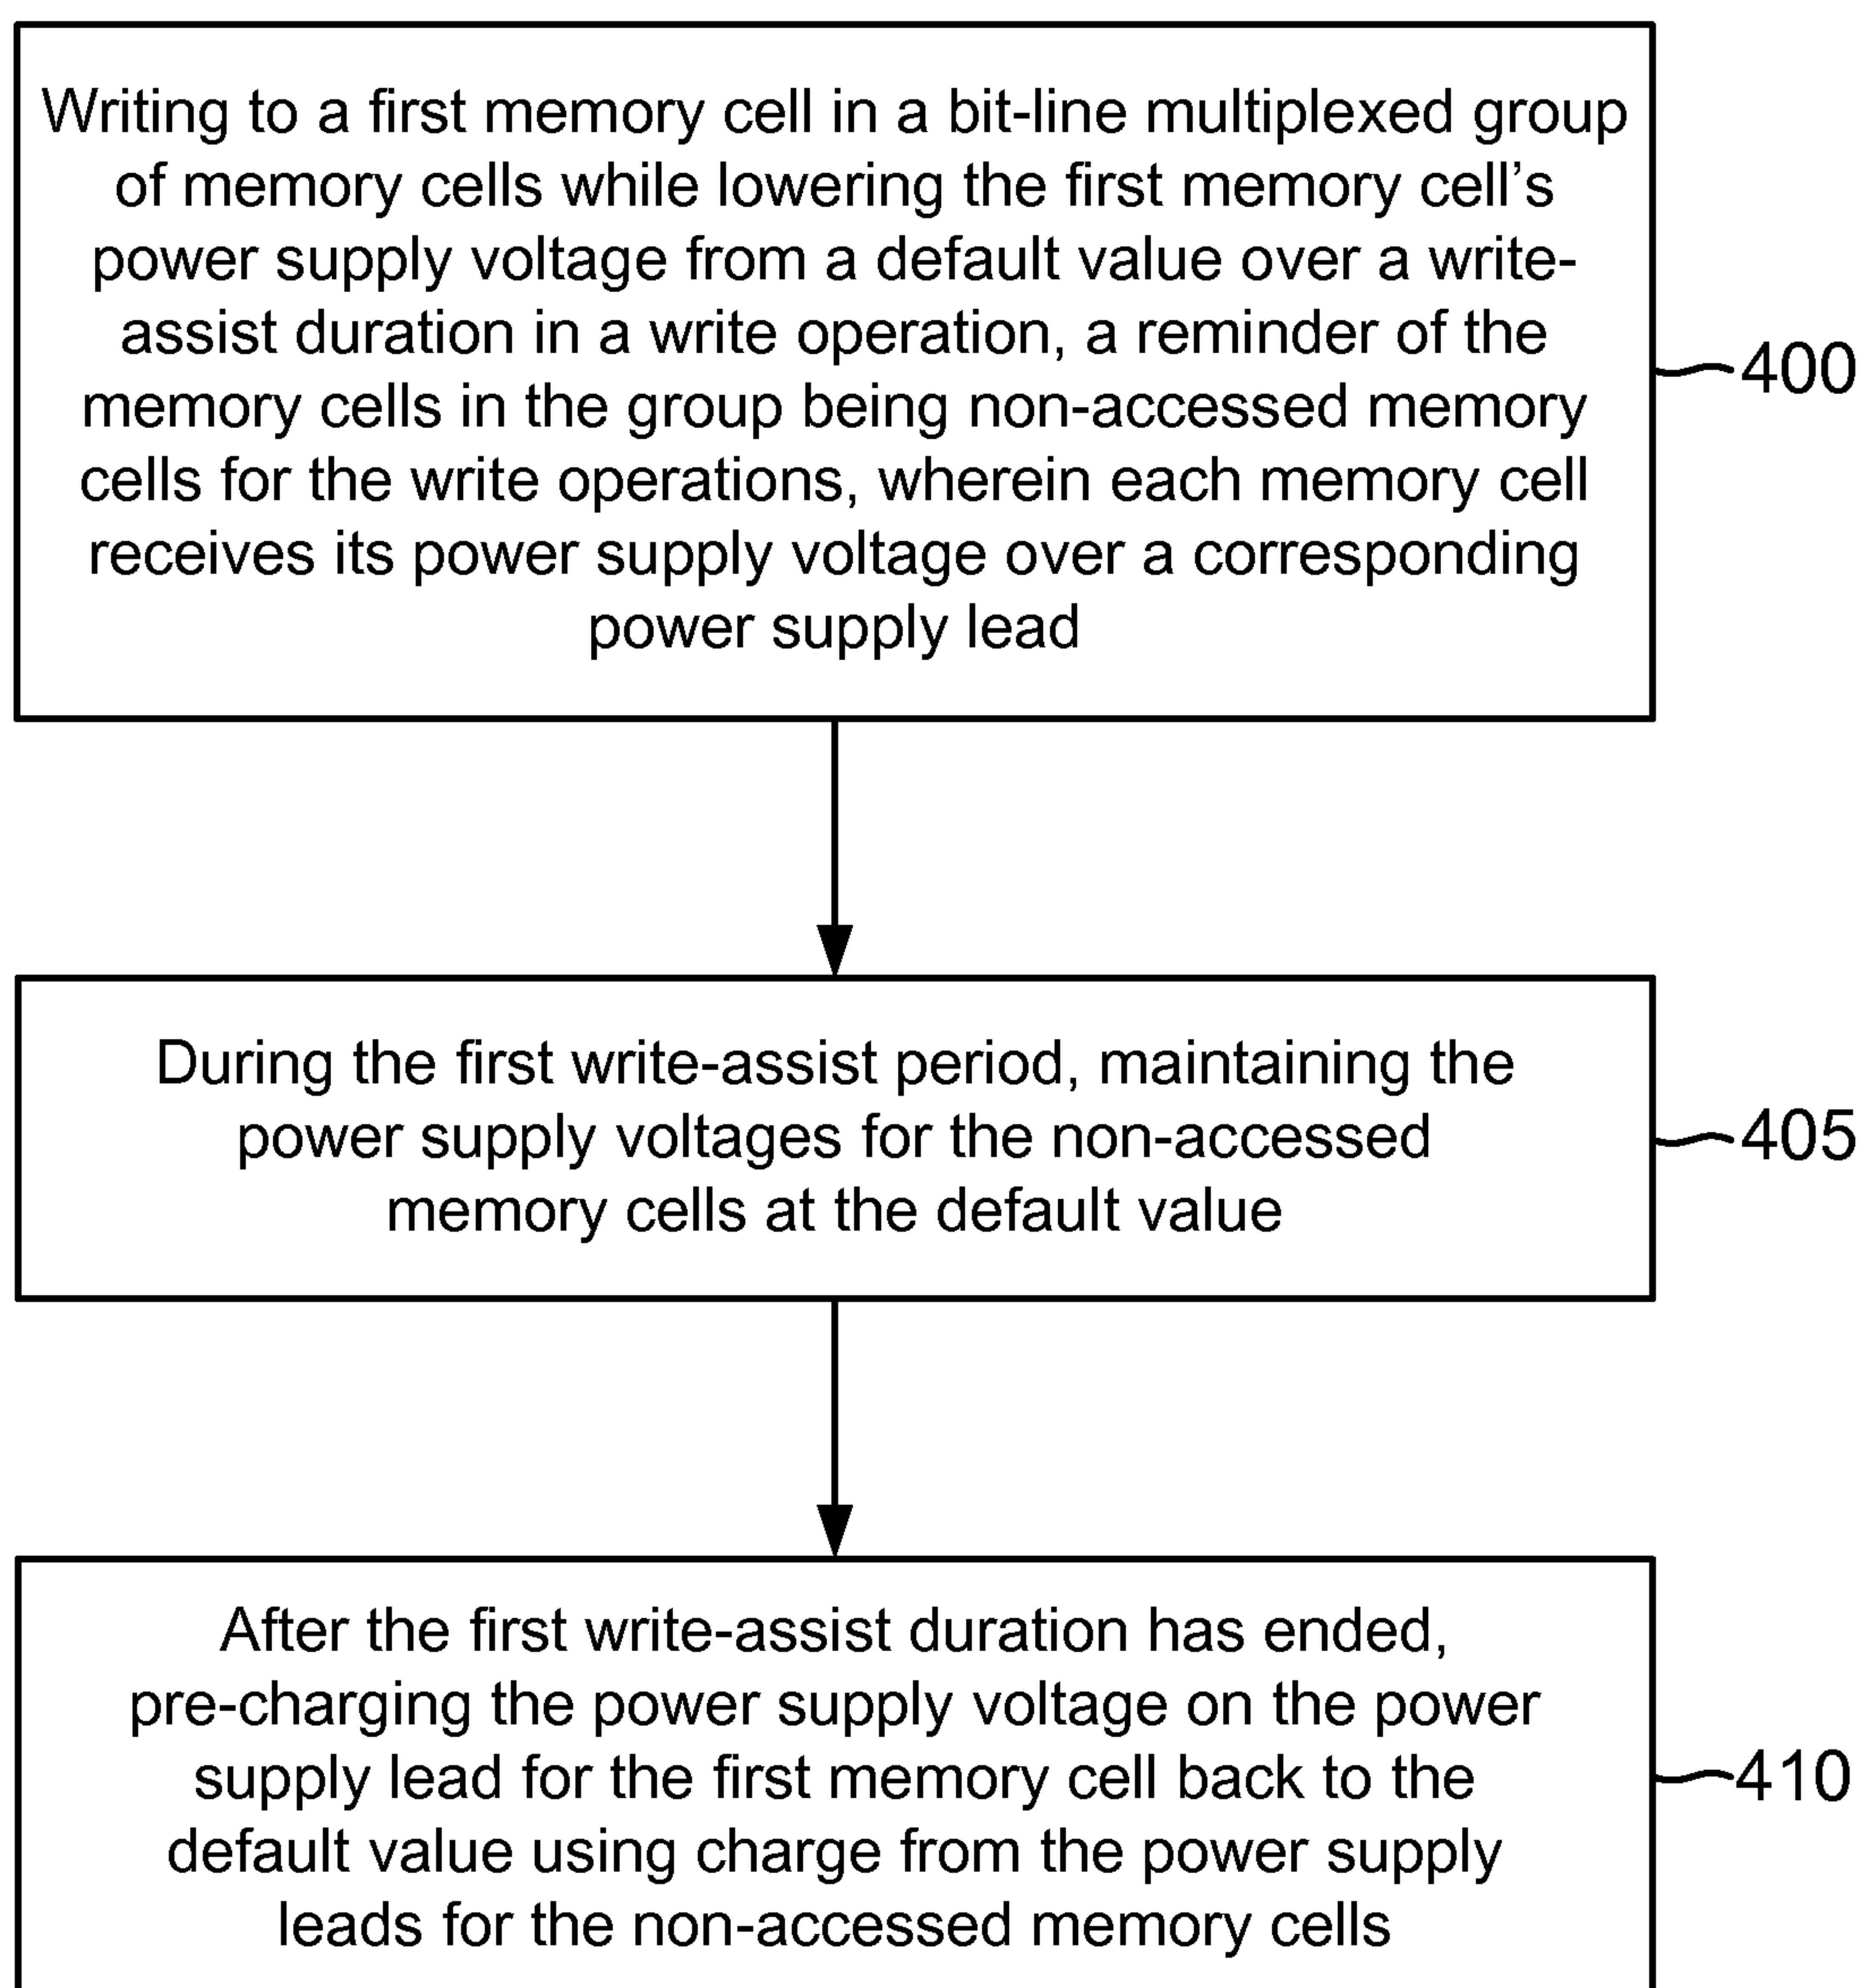 Writing to a first memory cell in a bit-line multiplexed group
of memory cells while lowering the first memory cell's
power supply voltage from a default value over a write-
assist duration in a write operation, a reminder of the
memory cells in the group being non-accessed memory
cells for the write operations, wherein each memory cell
receives its power supply voltage over a corresponding
power supply lead
400
During the first write-assist period, maintaining the
power supply voltages for the non-accessed
memory cells at the default value
405
After the first write-assist duration has ended,
pre-charging the power supply voltage on the power
supply lead for the first memory cell back to the
default value using charge from the power supply
leads for the non-accessed memory cells
410